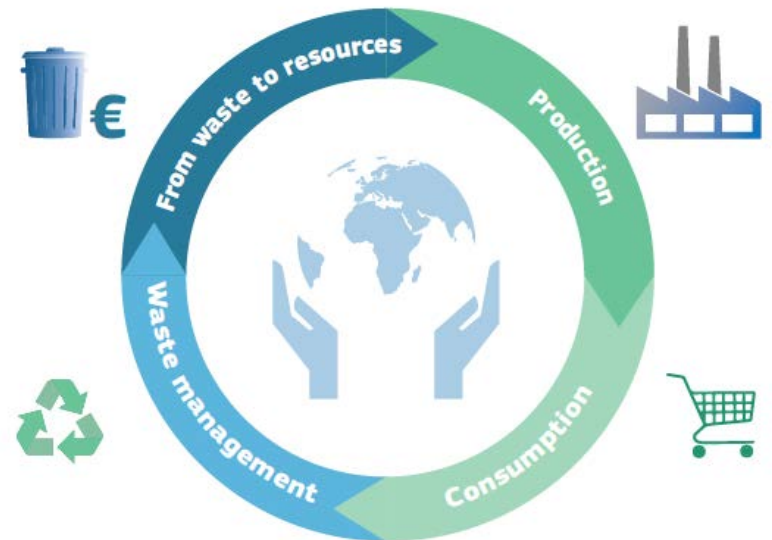 From waste to resources
Production
€
Consumption
Waste management